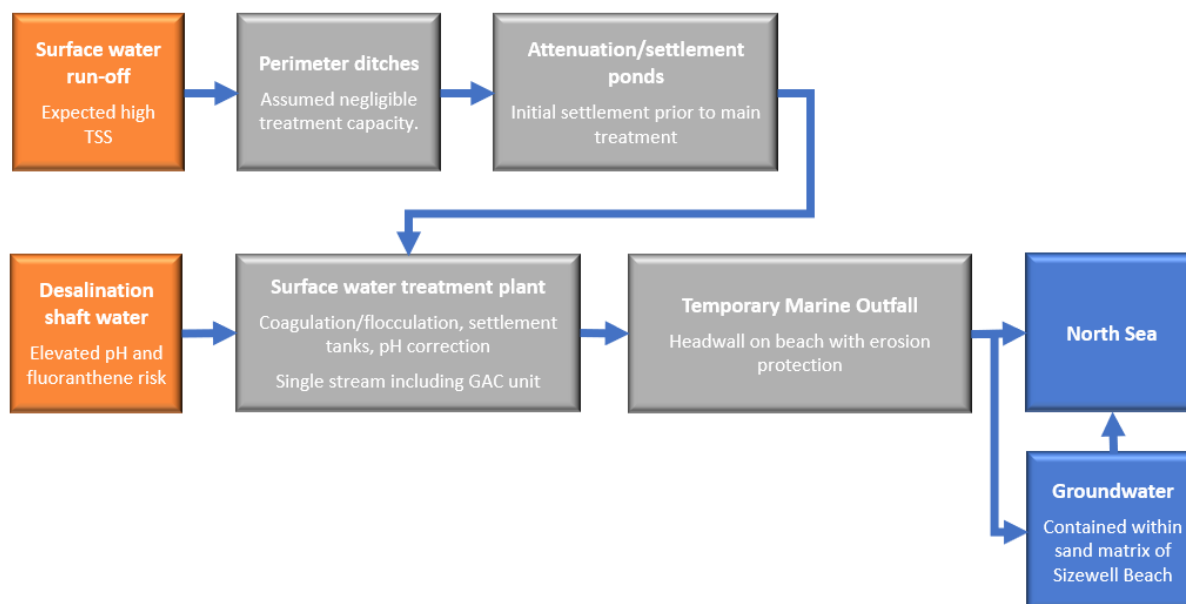 Surface water
run-off
Expected high
TSS
Perimeter ditches
Assumed negligible
treatment capacity.
Attenuation/settlement
ponds
Initial settlement prior to main
treatment
Desalination
shaft water
Elevated pH and
fluoranthene risk
Surface water treatment plant
Coagulation/flocculation, settlement
tanks, pH correction
Single stream including GAC unit
Temporary Marine Outfall
Headwall on beach with erosion
protection
North Sea
Groundwater
Contained within
sand matrix of
Sizewell Beach